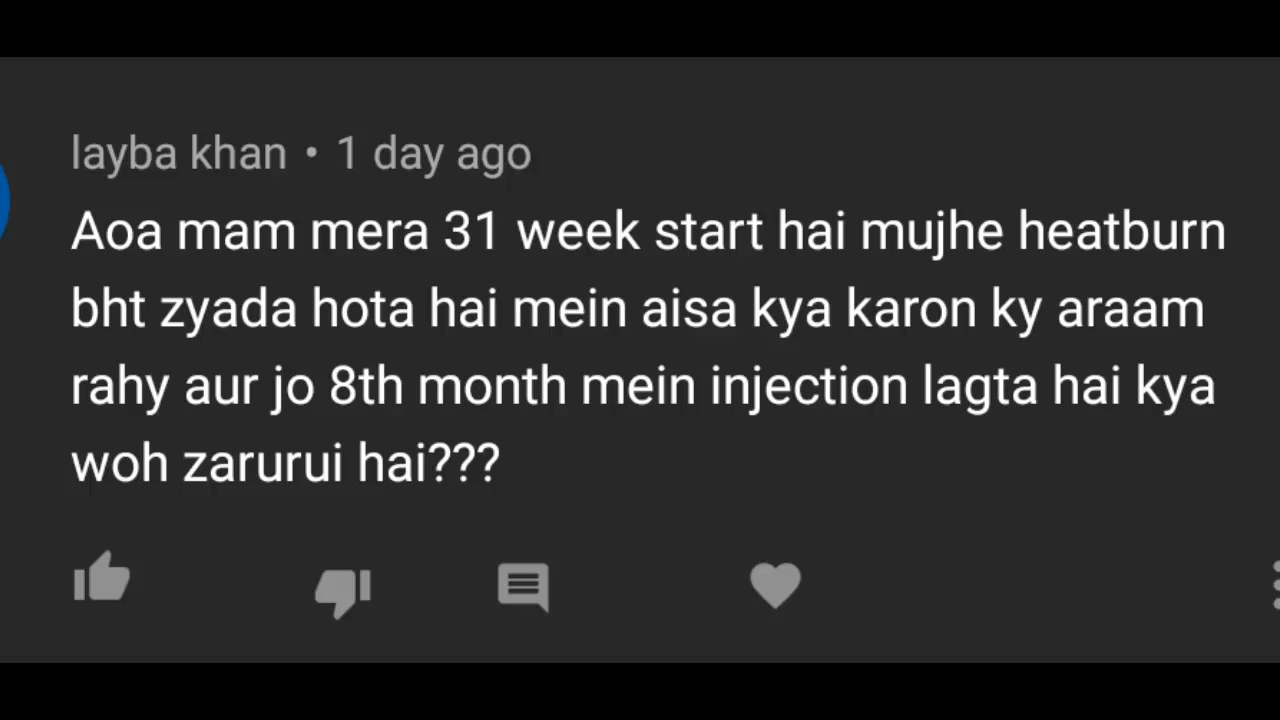 layba khan • 1 day ago
Aoa mam mera 31 week start hai mujhe heatburn
bht zyada hota hai mein aisa kya karon ky araam
rahy aur jo 8th month mein injection lagta hai kya
woh zarurui hai???